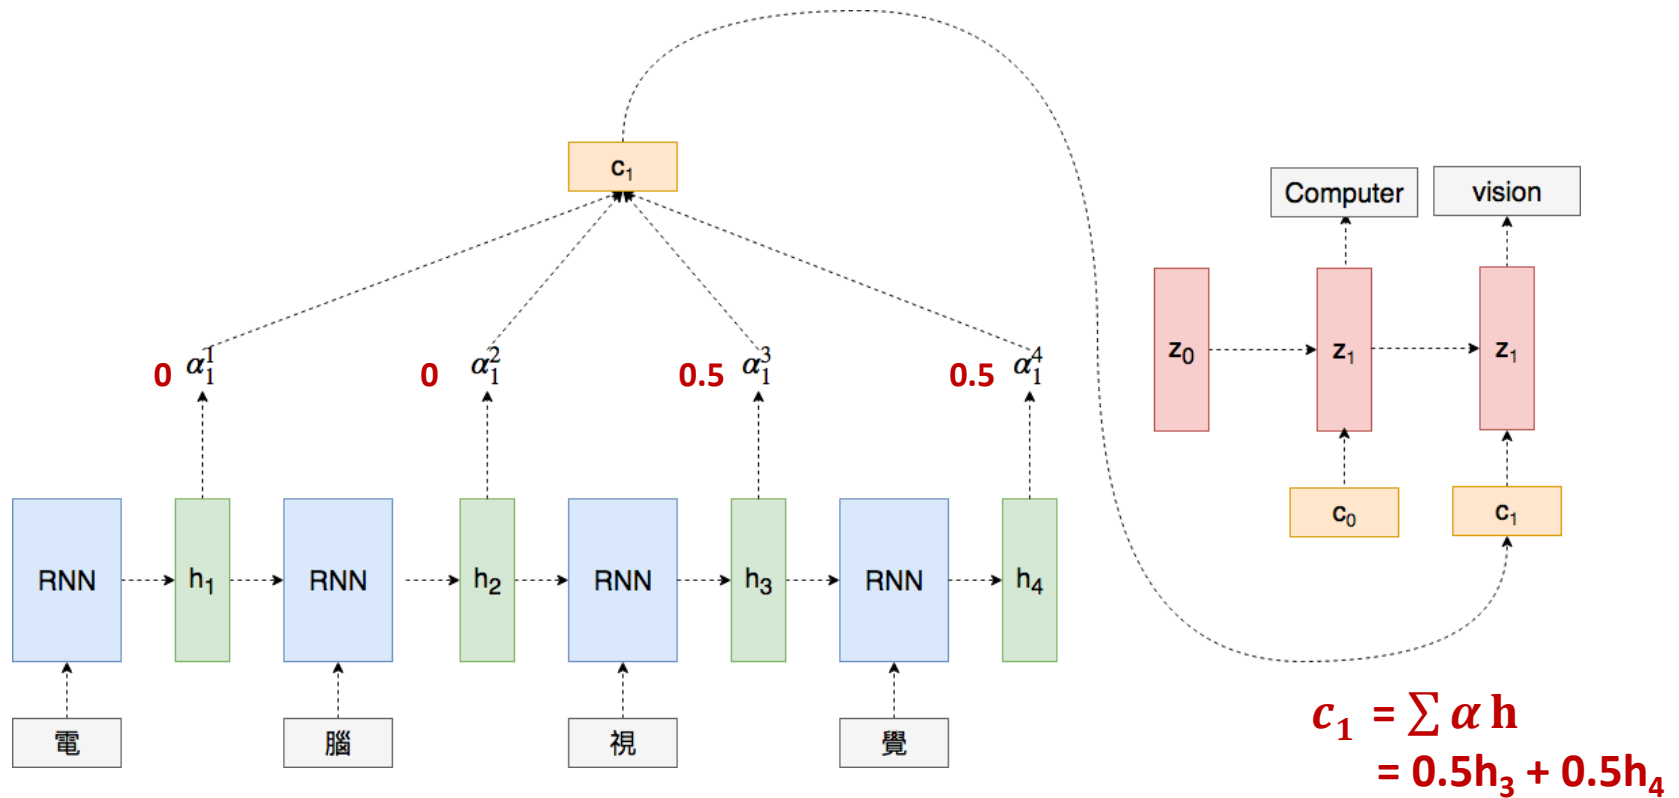 c₁
Computer
vision
0 α₁¹
0 α₁²
0.5 α₁³
0.5 α₁⁴
z₀
z₁
z₁
c₀
c₁
RNN
h₁
RNN
h₂
RNN
h₃
RNN
h₄
電
腦
視
覺
c₁ = ∑ α h
= 0.5h₃ + 0.5h₄